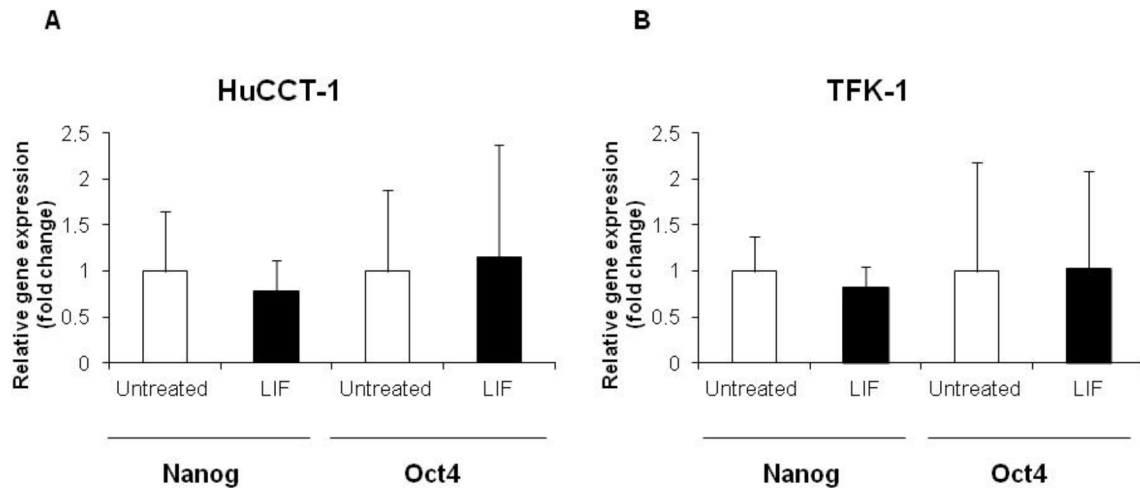 A
HuCCT-1
Relative gene expression
(fold change)
2.5
2
1.5
1
0.5
0
Untreated LIF Untreated LIF
Nanog Oct4
B
TFK-1
Relative gene expression
(fold change)
2.5
2
1.5
1
0.5
0
Untreated LIF Untreated LIF
Nanog Oct4